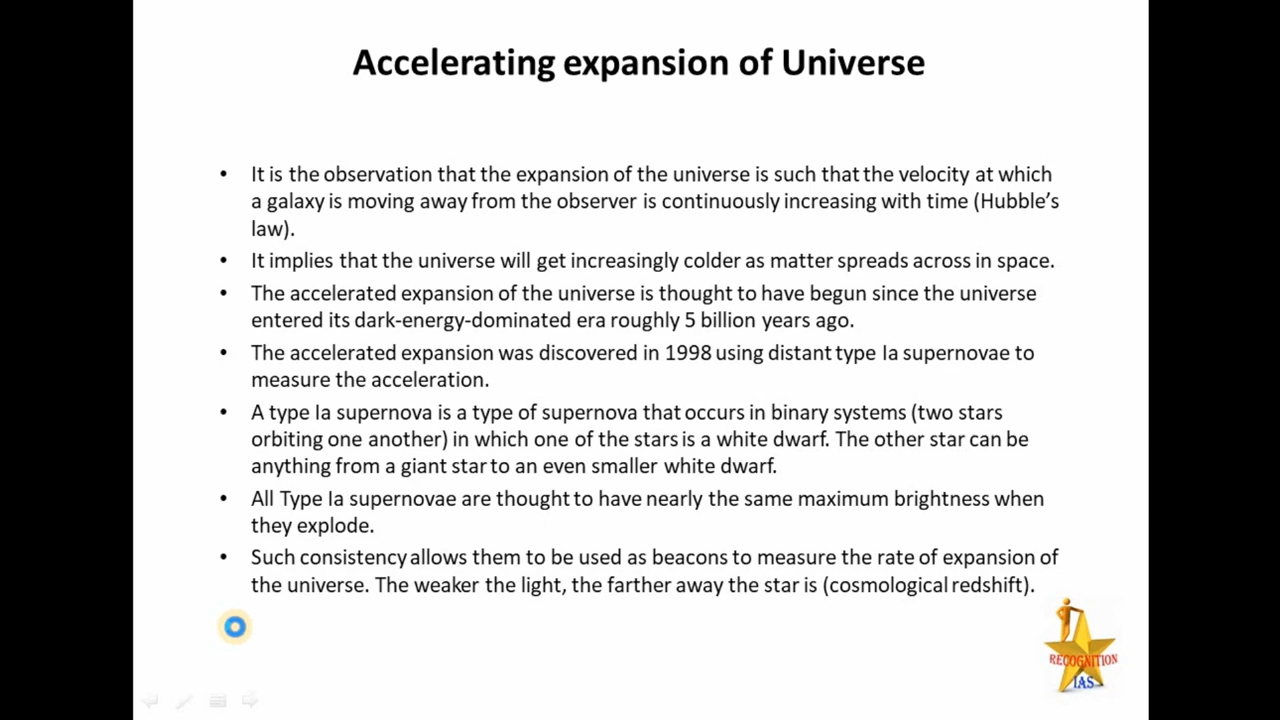 Accelerating expansion of Universe
• It is the observation that the expansion of the universe is such that the velocity at which
a galaxy is moving away from the observer is continuously increasing with time (Hubble's
law).
• It implies that the universe will get increasingly colder as matter spreads across in space.
• The accelerated expansion of the universe is thought to have begun since the universe
entered its dark-energy-dominated era roughly 5 billion years ago.
• The accelerated expansion was discovered in 1998 using distant type Ia supernovae to
measure the acceleration.
• A type Ia supernova is a type of supernova that occurs in binary systems (two stars
orbiting one another) in which one of the stars is a white dwarf. The other star can be
anything from a giant star to an even smaller white dwarf.
• All Type Ia supernovae are thought to have nearly the same maximum brightness when
they explode.
• Such consistency allows them to be used as beacons to measure the rate of expansion of
the universe. The weaker the light, the farther away the star is (cosmological redshift).
RECOGNITION
IAS